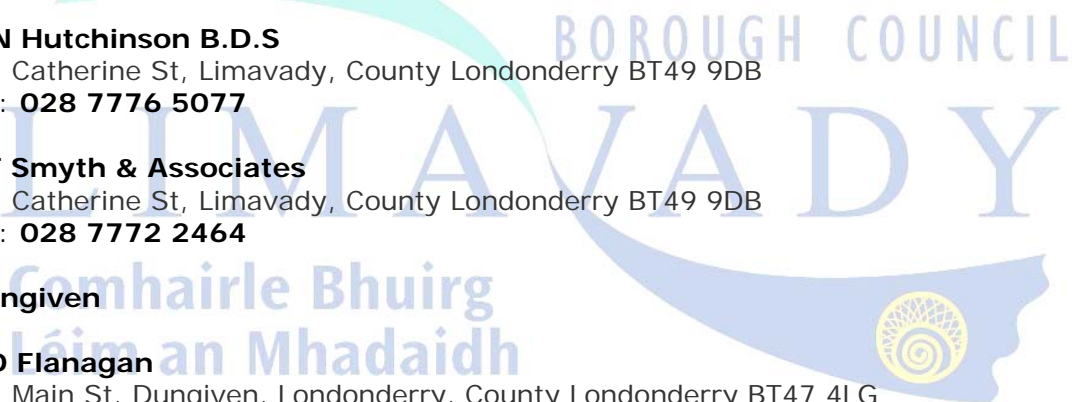 BOROUGH COUNCIL
N Hutchinson B.D.S
Catherine St, Limavady, County Londonderry BT49 9DB
: 028 7776 5077
LIMAVADY
Smyth & Associates
Catherine St, Limavady, County Londonderry BT49 9DB
: 028 7772 2464
Comhairle Bhuirg
ngiven
Léim an Mhadaidh
Flanagan
Main St, Dungiven, Londonderry, County Londonderry BT47 4LG